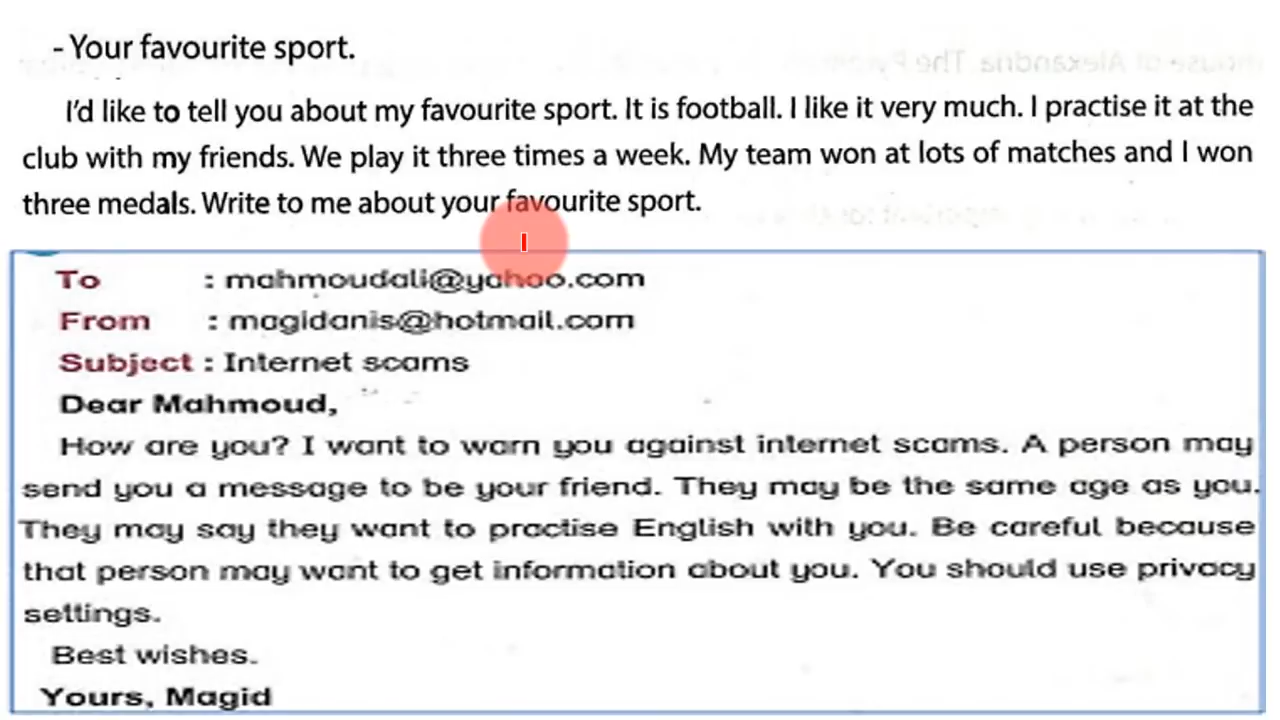 - Your favourite sport.
I'd like to tell you about my favourite sport. It is football. I like it very much. I practise it at the
club with my friends. We play it three times a week. My team won at lots of matches and I won
three medals. Write to me about your favourite sport.
To : mahmoudali@yahoo.com
From : magidanis@hotmail.com
Subject : Internet scams
Dear Mahmoud,
How are you? I want to warn you against internet scams. A person may
send you a message to be your friend. They may be the same age as you.
They may say they want to practise English with you. Be careful because
that person may want to get information about you. You should use privacy
settings.
Best wishes.
Yours, Magid